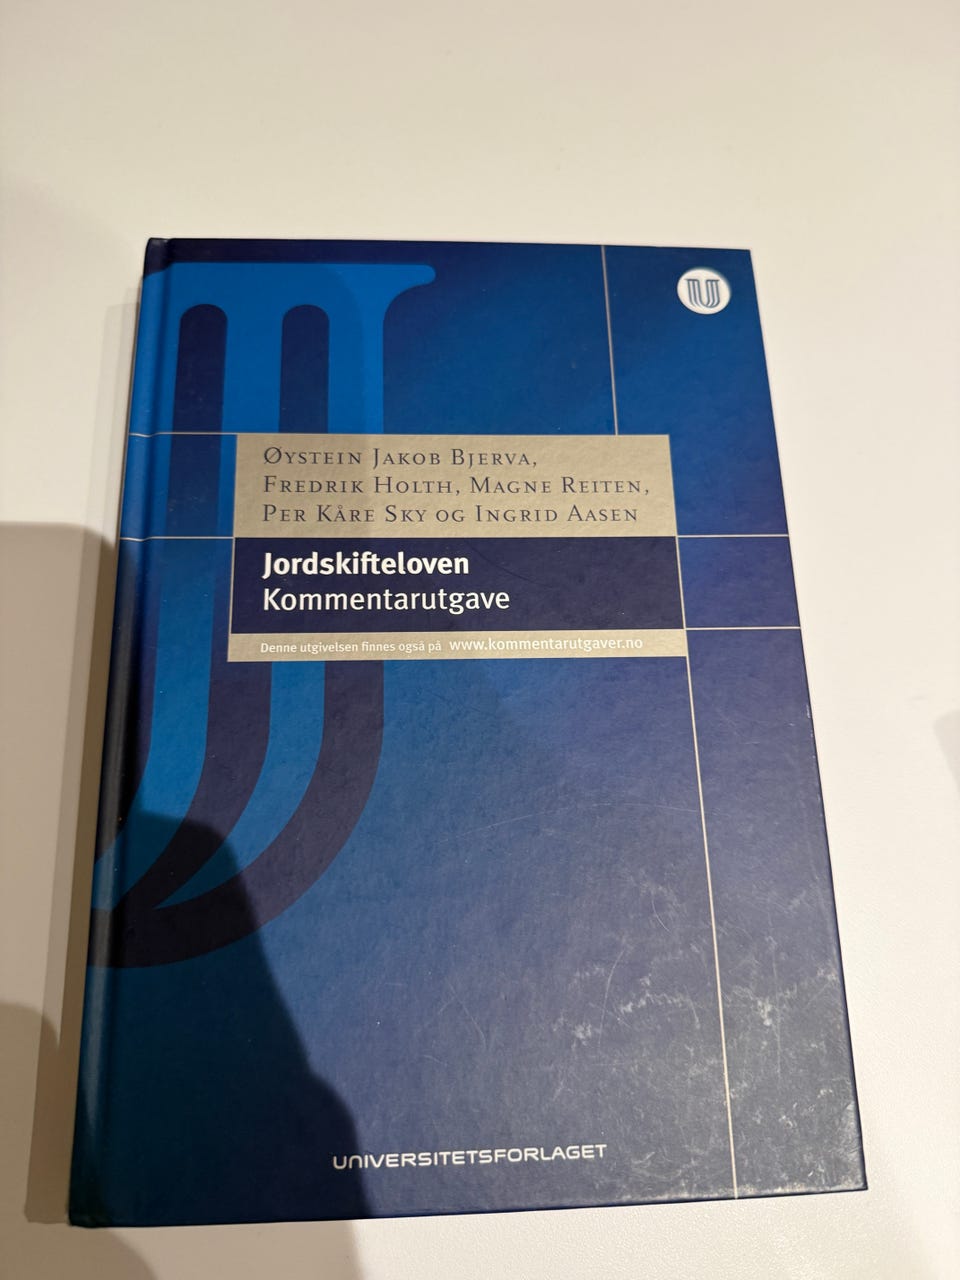 ØYSTEIN JAKOB BJERVA,
FREDRIK HOLTH, MAGNE REITEN,
PER KÅRE SKY OG INGRID AASEN
Jordskifteloven
Kommentarutgave
Denne utgivelsen finnes også på www.kommentarutgaver.no
UNIVERSITETSFORLAGET